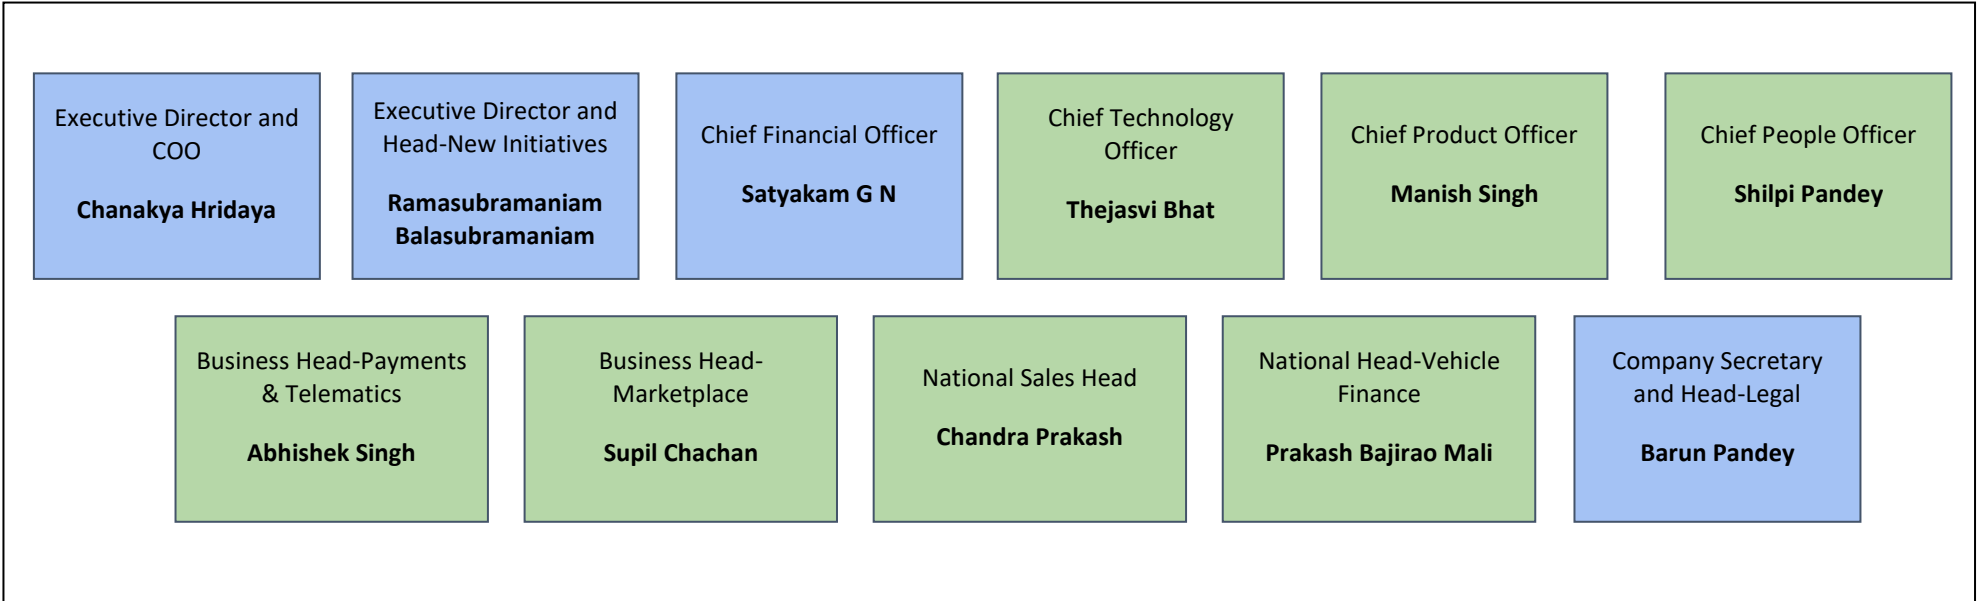 Executive Director and
COO
Chanakya Hridaya
Executive Director and
Head-New Initiatives
Ramasubramaniam
Balasubramaniam
Chief Financial Officer
Satyakam G N
Chief Technology
Officer
Thejasvi Bhat
Chief Product Officer
Manish Singh
Chief People Officer
Shilpi Pandey
Business Head-Payments
& Telematics
Abhishek Singh
Business Head-
Marketplace
Supil Chachan
National Sales Head
Chandra Prakash
National Head-Vehicle
Finance
Prakash Bajirao Mali
Company Secretary
and Head-Legal
Barun Pandey